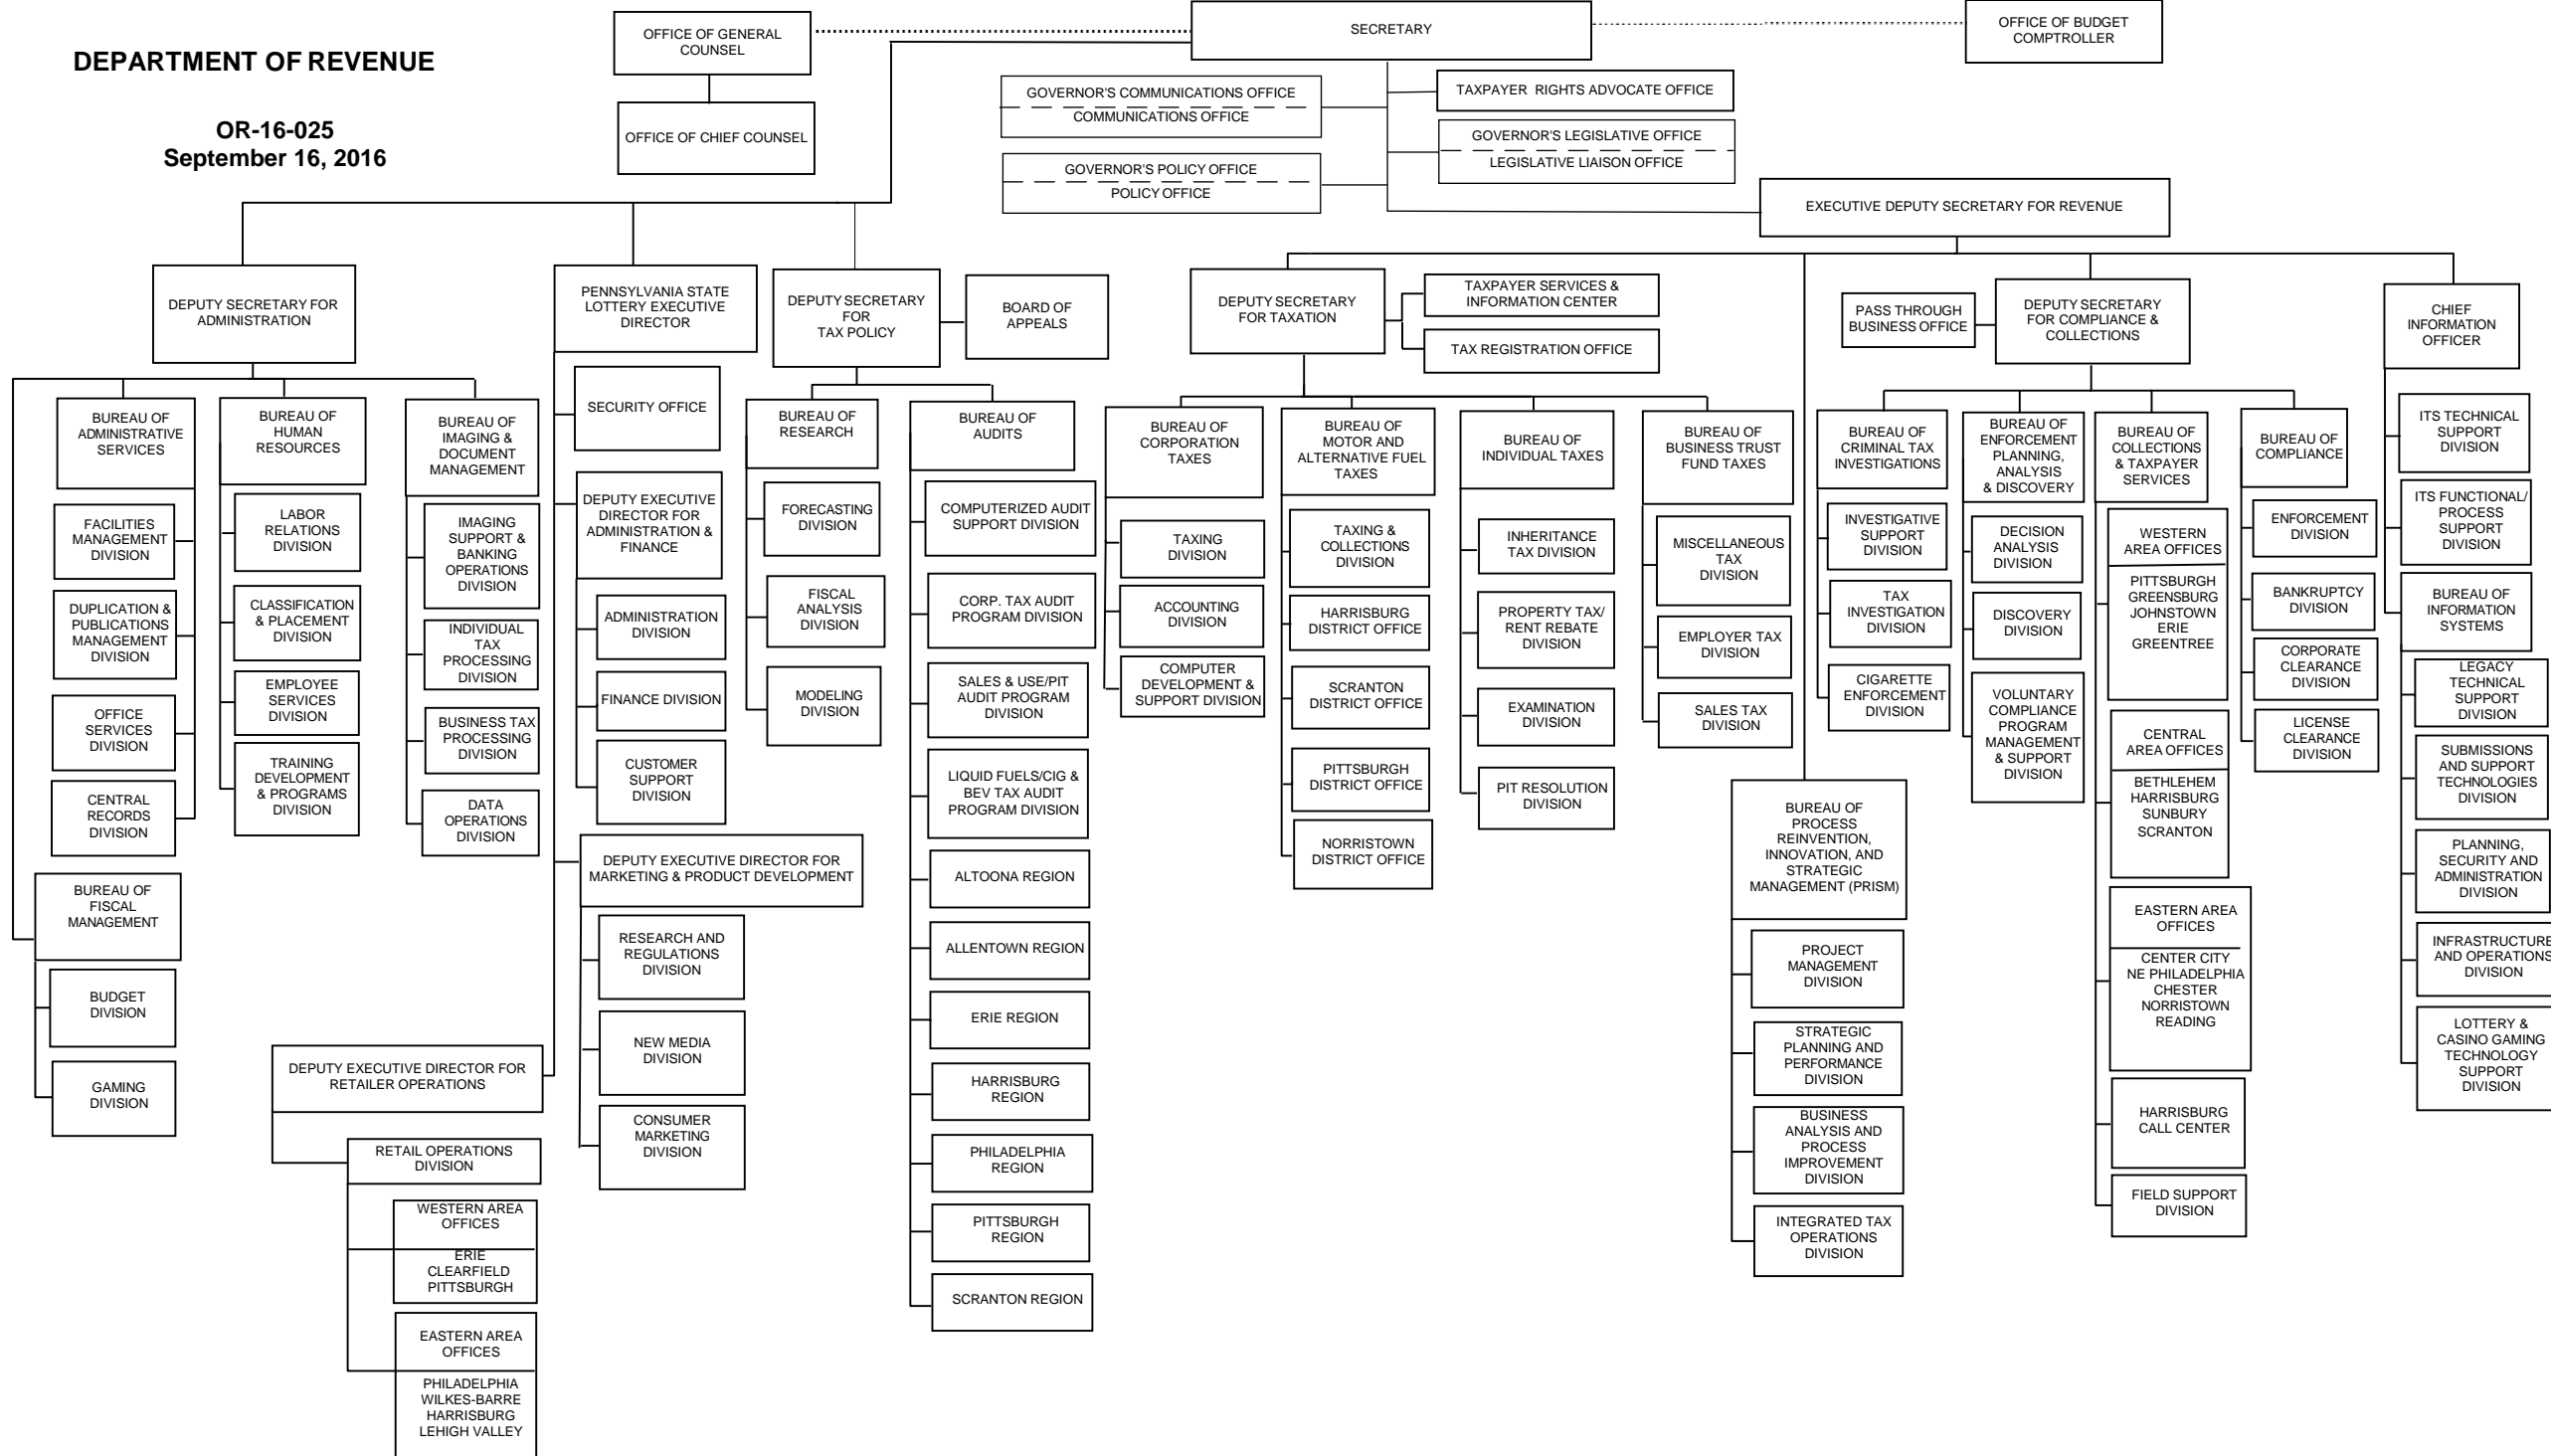 DEPARTMENT OF REVENUE
OR-16-025
September 16, 2016
OFFICE OF GENERAL
COUNSEL
OFFICE OF CHIEF COUNSEL
SECRETARY
OFFICE OF BUDGET
COMPTROLLER
GOVERNOR'S COMMUNICATIONS OFFICE
COMMUNICATIONS OFFICE
TAXPAYER RIGHTS ADVOCATE OFFICE
GOVERNOR'S LEGISLATIVE OFFICE
LEGISLATIVE LIAISON OFFICE
GOVERNOR'S POLICY OFFICE
POLICY OFFICE
EXECUTIVE DEPUTY SECRETARY FOR REVENUE
DEPUTY SECRETARY FOR
ADMINISTRATION
PENNSYLVANIA STATE
LOTTERY EXECUTIVE
DIRECTOR
DEPUTY SECRETARY
FOR
TAX POLICY
BOARD OF
APPEALS
DEPUTY SECRETARY
FOR TAXATION
TAXPAYER SERVICES &
INFORMATION CENTER
TAX REGISTRATION OFFICE
PASS THROUGH
BUSINESS OFFICE
DEPUTY SECRETARY
FOR COMPLIANCE &
COLLECTIONS
CHIEF
INFORMATION
OFFICER
BUREAU OF
ADMINISTRATIVE
SERVICES
FACILITIES
MANAGEMENT
DIVISION
DUPLICATION &
PUBLICATIONS
MANAGEMENT
DIVISION
OFFICE
SERVICES
DIVISION
CENTRAL
RECORDS
DIVISION
BUREAU OF
FISCAL
MANAGEMENT
BUDGET
DIVISION
GAMING
DIVISION
BUREAU OF
HUMAN
RESOURCES
LABOR
RELATIONS
DIVISION
CLASSIFICATION
& PLACEMENT
DIVISION
EMPLOYEE
SERVICES
DIVISION
TRAINING
DEVELOPMENT
& PROGRAMS
DIVISION
BUREAU OF
IMAGING &
DOCUMENT
MANAGEMENT
IMAGING
SUPPORT &
BANKING
OPERATIONS
DIVISION
INDIVIDUAL
TAX
PROCESSING
DIVISION
BUSINESS TAX
PROCESSING
DIVISION
DATA
OPERATIONS
DIVISION
SECURITY OFFICE
DEPUTY EXECUTIVE
DIRECTOR FOR
ADMINISTRATION &
FINANCE
ADMINISTRATION
DIVISION
FINANCE DIVISION
CUSTOMER
SUPPORT
DIVISION
DEPUTY EXECUTIVE DIRECTOR FOR
MARKETING & PRODUCT DEVELOPMENT
RESEARCH AND
REGULATIONS
DIVISION
NEW MEDIA
DIVISION
CONSUMER
MARKETING
DIVISION
DEPUTY EXECUTIVE DIRECTOR FOR
RETAILER OPERATIONS
RETAIL OPERATIONS
DIVISION
WESTERN AREA
OFFICES
ERIE
CLEARFIELD
PITTSBURGH
EASTERN AREA
OFFICES
PHILADELPHIA
WILKES-BARRE
HARRISBURG
LEHIGH VALLEY
BUREAU OF
RESEARCH
FORECASTING
DIVISION
FISCAL
ANALYSIS
DIVISION
MODELING
DIVISION
BUREAU OF
AUDITS
COMPUTERIZED AUDIT
SUPPORT DIVISION
CORP. TAX AUDIT
PROGRAM DIVISION
SALES & USE/PIT
AUDIT PROGRAM
DIVISION
LIQUID FUELS/CIG &
BEV TAX AUDIT
PROGRAM DIVISION
ALTOONA REGION
ALLENTOWN REGION
ERIE REGION
HARRISBURG
REGION
PHILADELPHIA
REGION
PITTSBURGH
REGION
SCRANTON REGION
BUREAU OF
CORPORATION
TAXES
TAXING
DIVISION
ACCOUNTING
DIVISION
COMPUTER
DEVELOPMENT &
SUPPORT DIVISION
BUREAU OF
MOTOR AND
ALTERNATIVE FUEL
TAXES
TAXING &
COLLECTIONS
DIVISION
HARRISBURG
DISTRICT OFFICE
SCRANTON
DISTRICT OFFICE
PITTSBURGH
DISTRICT OFFICE
NORRISTOWN
DISTRICT OFFICE
BUREAU OF
INDIVIDUAL TAXES
INHERITANCE
TAX DIVISION
PROPERTY TAX/
RENT REBATE
DIVISION
EXAMINATION
DIVISION
PIT RESOLUTION
DIVISION
BUREAU OF
BUSINESS TRUST
FUND TAXES
MISCELLANEOUS
TAX
DIVISION
EMPLOYER TAX
DIVISION
SALES TAX
DIVISION
BUREAU OF
PROCESS
REINVENTION,
INNOVATION, AND
STRATEGIC
MANAGEMENT (PRISM)
PROJECT
MANAGEMENT
DIVISION
STRATEGIC
PLANNING AND
PERFORMANCE
DIVISION
BUSINESS
ANALYSIS AND
PROCESS
IMPROVEMENT
DIVISION
INTEGRATED TAX
OPERATIONS
DIVISION
BUREAU OF
CRIMINAL TAX
INVESTIGATIONS
INVESTIGATIVE
SUPPORT
DIVISION
TAX
INVESTIGATION
DIVISION
CIGARETTE
ENFORCEMENT
DIVISION
BUREAU OF
ENFORCEMENT
PLANNING,
ANALYSIS
& DISCOVERY
DECISION
ANALYSIS
DIVISION
DISCOVERY
DIVISION
VOLUNTARY
COMPLIANCE
PROGRAM
MANAGEMENT
& SUPPORT
DIVISION
BUREAU OF
COLLECTIONS
& TAXPAYER
SERVICES
WESTERN
AREA OFFICES
PITTSBURGH
GREENSBURG
JOHNSTOWN
ERIE
GREENTREE
CENTRAL
AREA OFFICES
BETHLEHEM
HARRISBURG
SUNBURY
SCRANTON
EASTERN AREA
OFFICES
CENTER CITY
NE PHILADELPHIA
CHESTER
NORRISTOWN
READING
HARRISBURG
CALL CENTER
FIELD SUPPORT
DIVISION
BUREAU OF
COMPLIANCE
ENFORCEMENT
DIVISION
BANKRUPTCY
DIVISION
CORPORATE
CLEARANCE
DIVISION
LICENSE
CLEARANCE
DIVISION
ITS TECHNICAL
SUPPORT
DIVISION
ITS FUNCTIONAL/
PROCESS
SUPPORT
DIVISION
BUREAU OF
INFORMATION
SYSTEMS
LEGACY
TECHNICAL
SUPPORT
DIVISION
SUBMISSIONS
AND SUPPORT
TECHNOLOGIES
DIVISION
PLANNING,
SECURITY AND
ADMINISTRATION
DIVISION
INFRASTRUCTURE
AND OPERATIONS
DIVISION
LOTTERY &
CASINO GAMING
TECHNOLOGY
SUPPORT
DIVISION